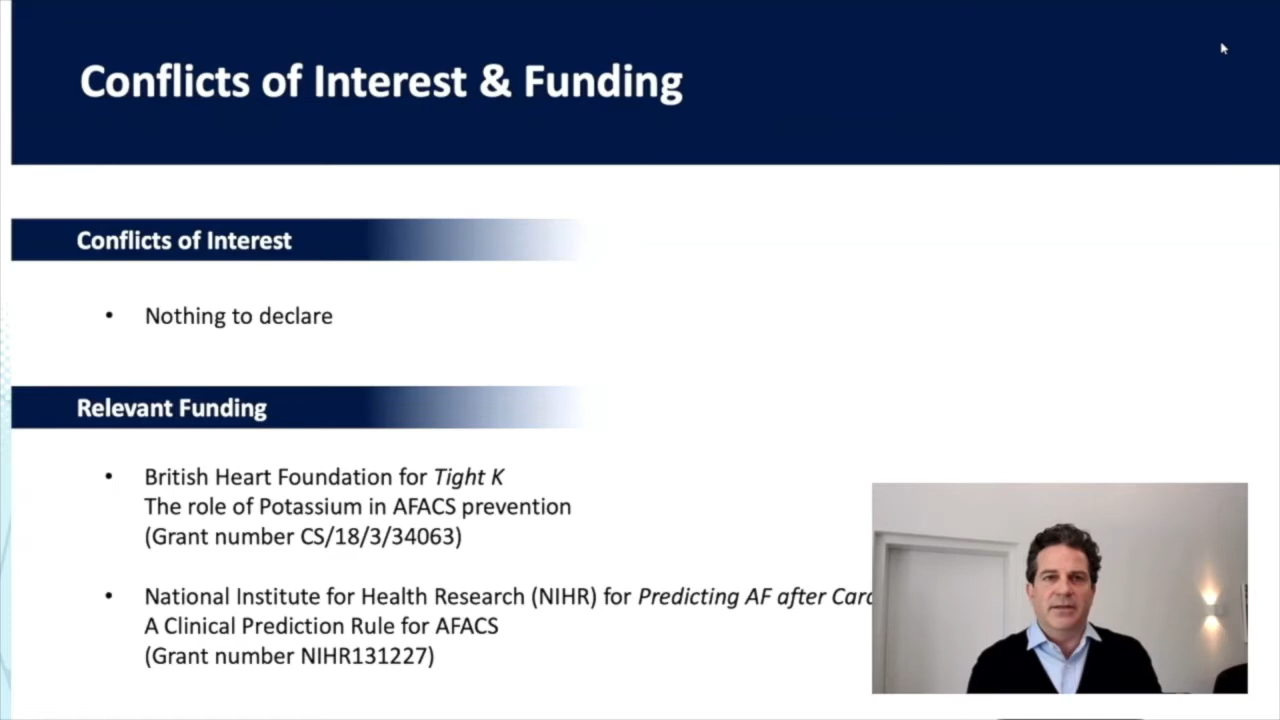 Conflicts of Interest & Funding
Conflicts of Interest
• Nothing to declare
Relevant Funding
• British Heart Foundation for Tight K
The role of Potassium in AFACS prevention
(Grant number CS/18/3/34063)
• National Institute for Health Research (NIHR) for Predicting AF after
A Clinical Prediction Rule for AFACS
(Grant number NIHR131227)